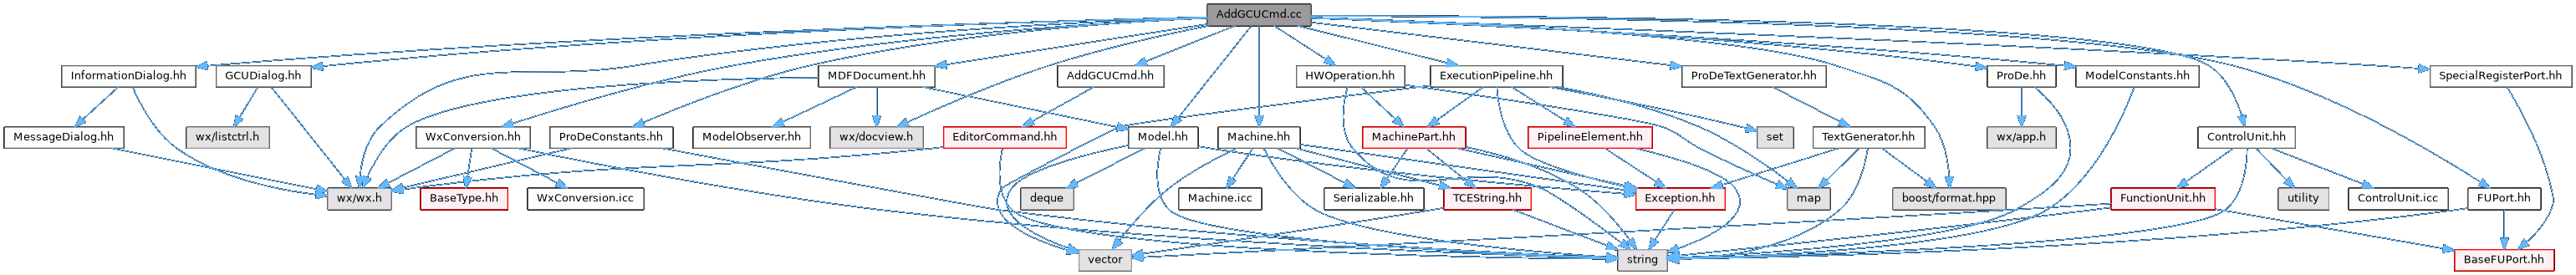 AddGCUCmd.cc
InformationDialog.hh
GCUDialog.hh
MDFDocument.hh
AddGCUCmd.hh
HWOperation.hh
ExecutionPipeline.hh
ProDeTextGenerator.hh
ProDe.hh
ModelConstants.hh
SpecialRegisterPort.hh
MessageDialog.hh
wx/listctrl.h
WxConversion.hh
ProDeConstants.hh
ModelObserver.hh
wx/docview.h
EditorCommand.hh
Model.hh
Machine.hh
MachinePart.hh
PipelineElement.hh
set
TextGenerator.hh
wx/app.h
ControlUnit.hh
wx/wx.h
BaseType.hh
WxConversion.icc
deque
Machine.icc
Serializable.hh
TCEString.hh
Exception.hh
map
boost/format.hpp
FunctionUnit.hh
utility
ControlUnit.icc
FUPort.hh
vector
string
BaseFUPort.hh